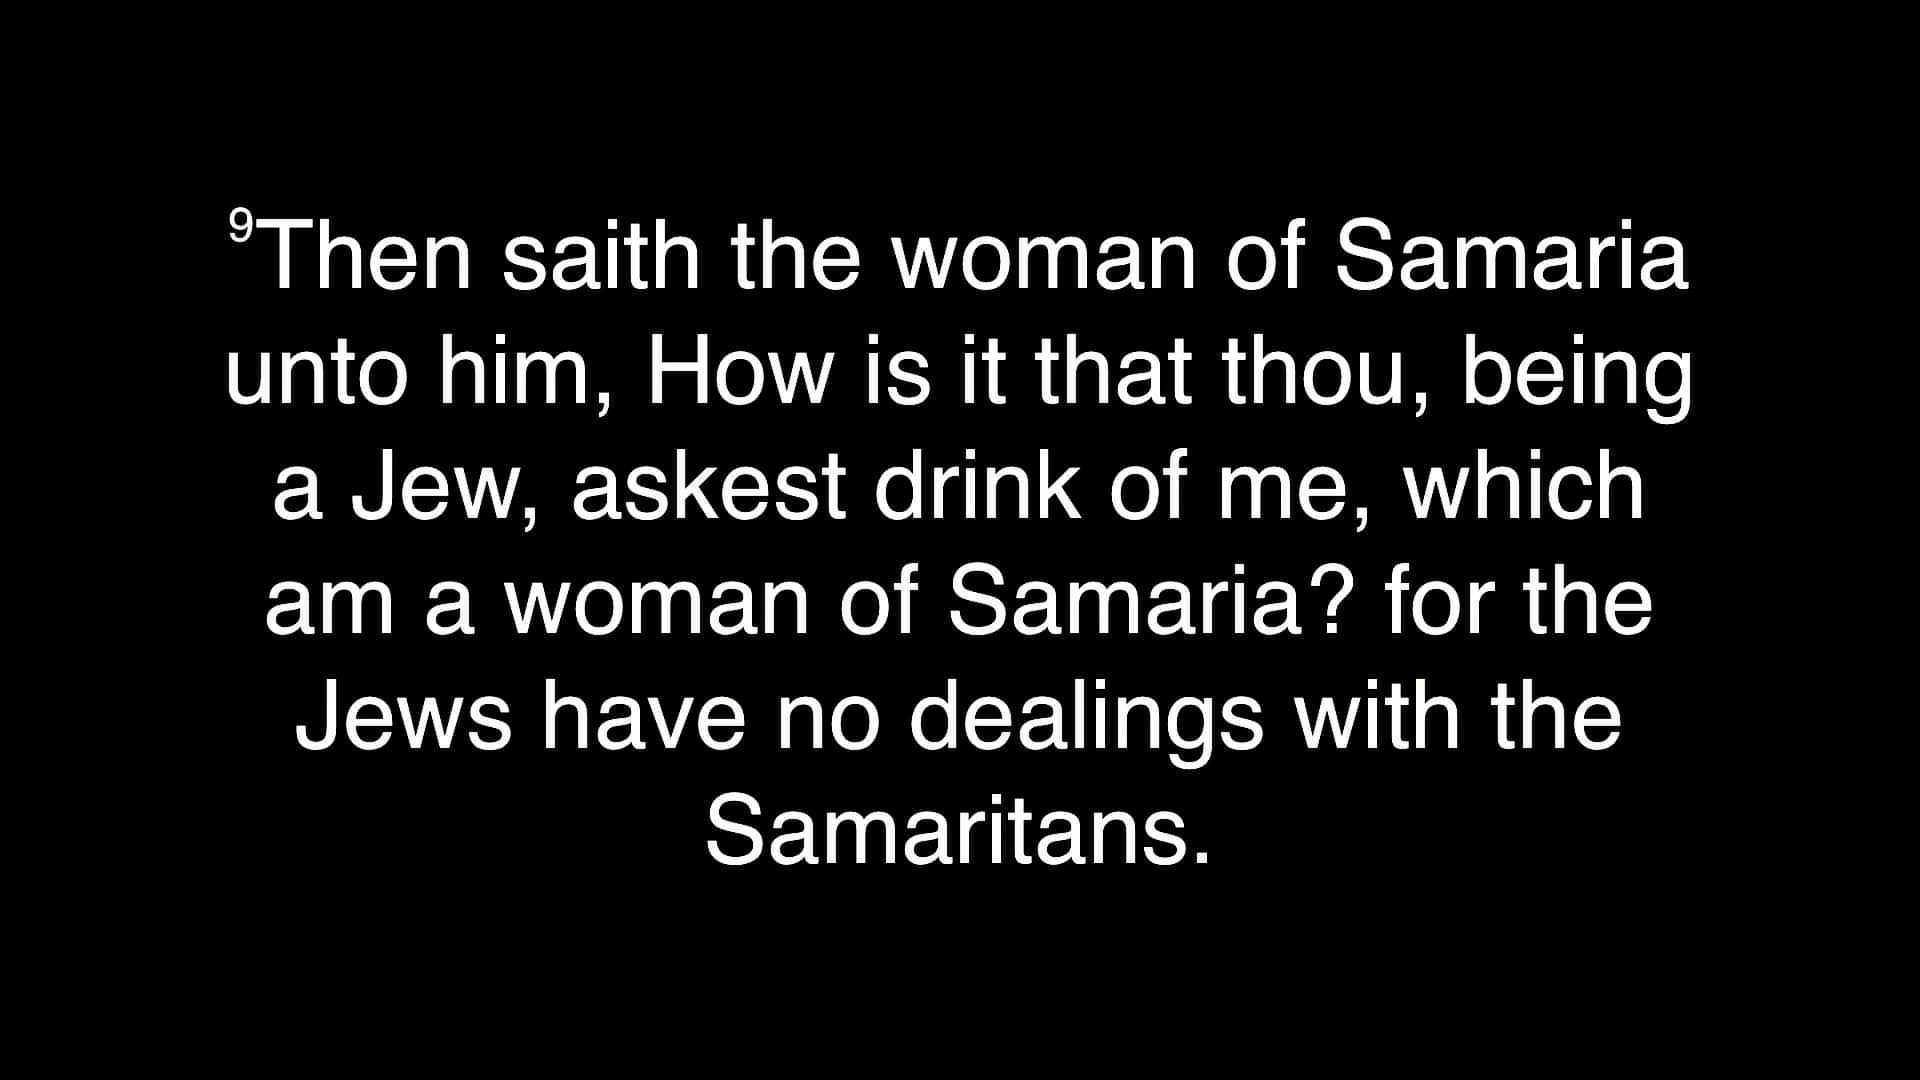 ⁹Then saith the woman of Samaria
unto him, How is it that thou, being
a Jew, askest drink of me, which
am a woman of Samaria? for the
Jews have no dealings with the
Samaritans.